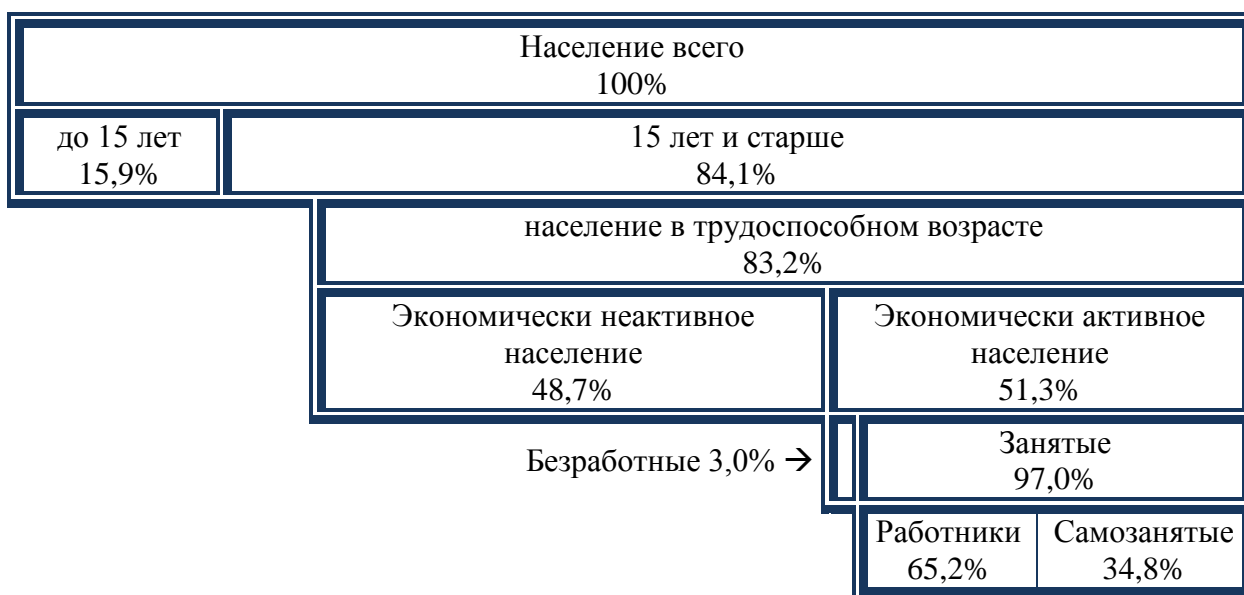 Население всего
100%
до 15 лет
15,9%
15 лет и старше
84,1%
население в трудоспособном возрасте
83,2%
Экономически неактивное
население
48,7%
Экономически активное
население
51,3%
Безработные 3,0% →
Занятые
97,0%
Работники
65,2%
Самозанятые
34,8%